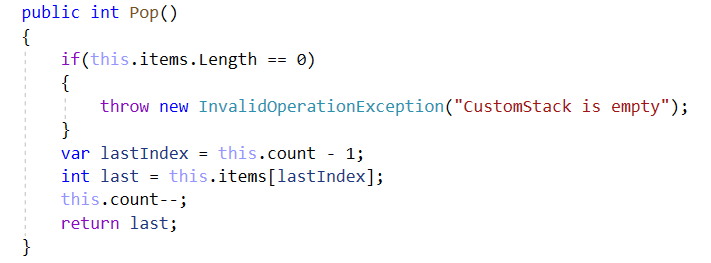 public int Pop()
{
    if(this.items.Length == 0)
    {
        throw new InvalidOperationException("CustomStack is empty");
    }
    var lastIndex = this.count - 1;
    int last = this.items[lastIndex];
    this.count--;
    return last;
}